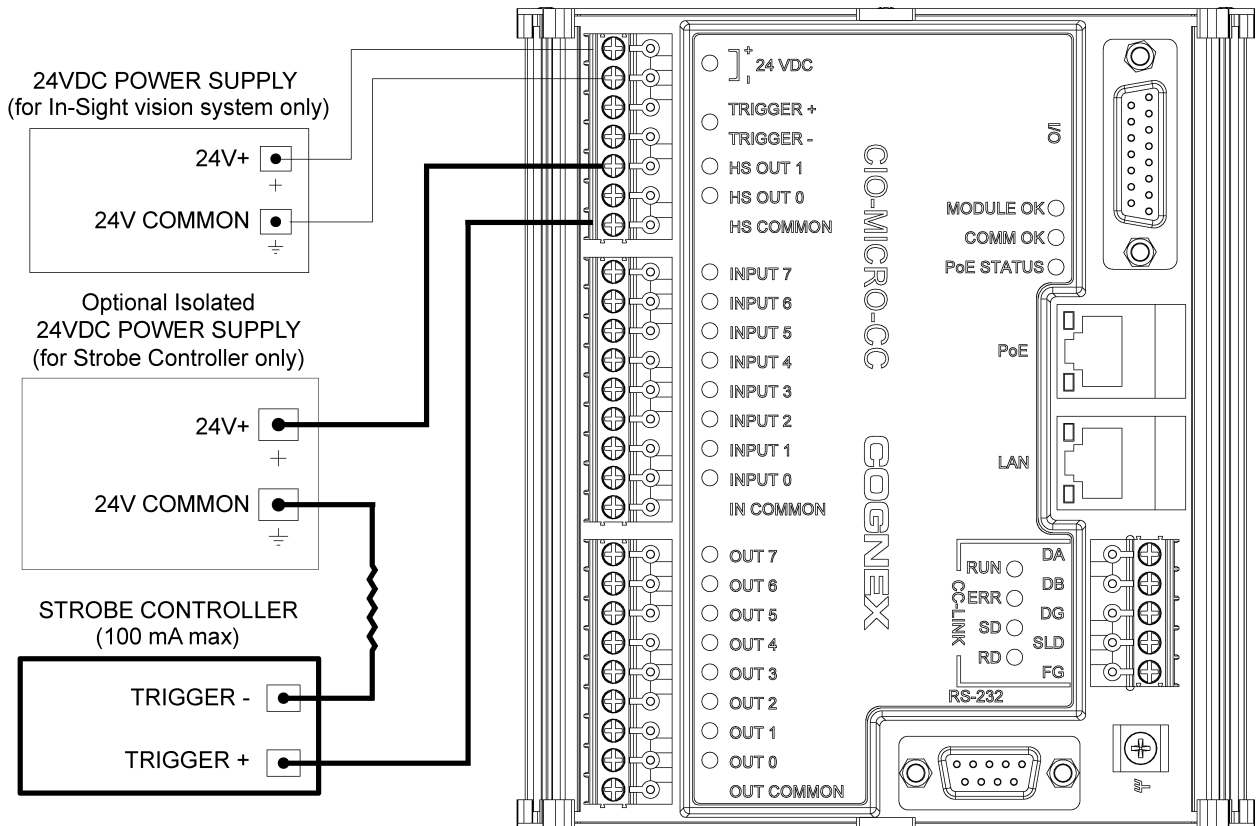 24VDC POWER SUPPLY
(for In-Sight vision system only)
24V+
+
24V COMMON
Optional Isolated
24VDC POWER SUPPLY
(for Strobe Controller only)
24V+
+
24V COMMON
STROBE CONTROLLER
(100 mA max)
TRIGGER -
TRIGGER +
+
-
24 VDC
TRIGGER +
TRIGGER -
HS OUT 1
HS OUT 0
HS COMMON
INPUT 7
INPUT 6
INPUT 5
INPUT 4
INPUT 3
INPUT 2
INPUT 1
INPUT 0
IN COMMON
OUT 7
OUT 6
OUT 5
OUT 4
OUT 3
OUT 2
OUT 1
OUT 0
OUT COMMON
CIO-MICRO-CC
COGNEX
I/O
MODULE OK
COMM OK
PoE STATUS
PoE
LAN
CC-LINK
RUN
ERR
SD
RD
DA
DB
DG
SLD
FG
RS-232